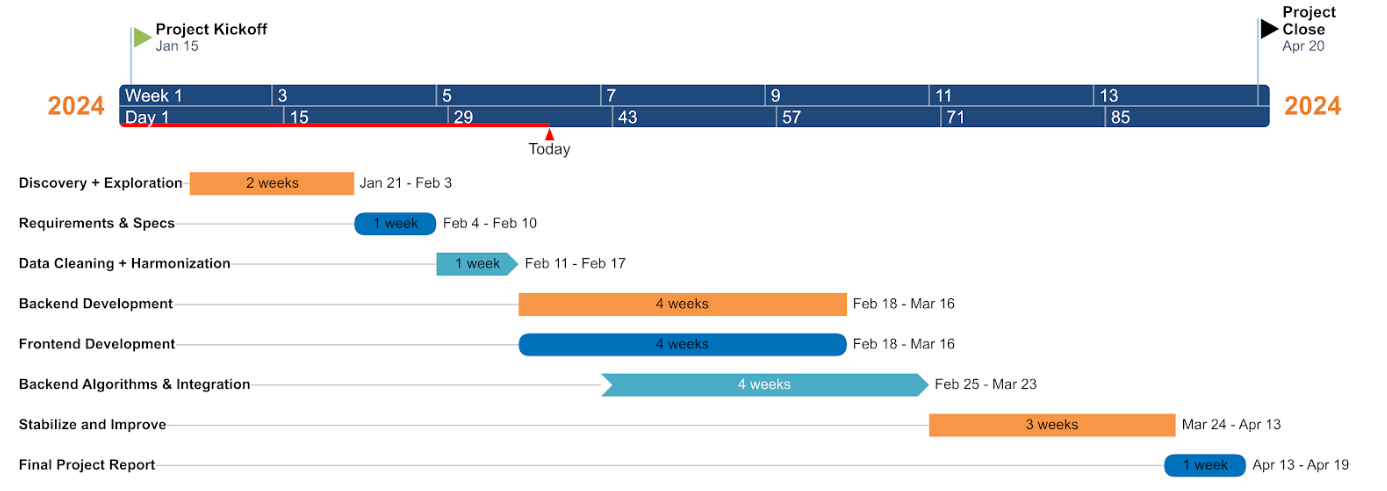 Project Kickoff
Jan 15
Project
Close
Apr 20
2024
Week 1 3 5 7 9 11 13
Day 1 15 29 43 57 71 85
2024
Today
Discovery + Exploration 2 weeks Jan 21 - Feb 3
Requirements & Specs 1 week Feb 4 - Feb 10
Data Cleaning + Harmonization 1 week Feb 11 - Feb 17
Backend Development 4 weeks Feb 18 - Mar 16
Frontend Development 4 weeks Feb 18 - Mar 16
Backend Algorithms & Integration 4 weeks Feb 25 - Mar 23
Stabilize and Improve 3 weeks Mar 24 - Apr 13
Final Project Report 1 week Apr 13 - Apr 19